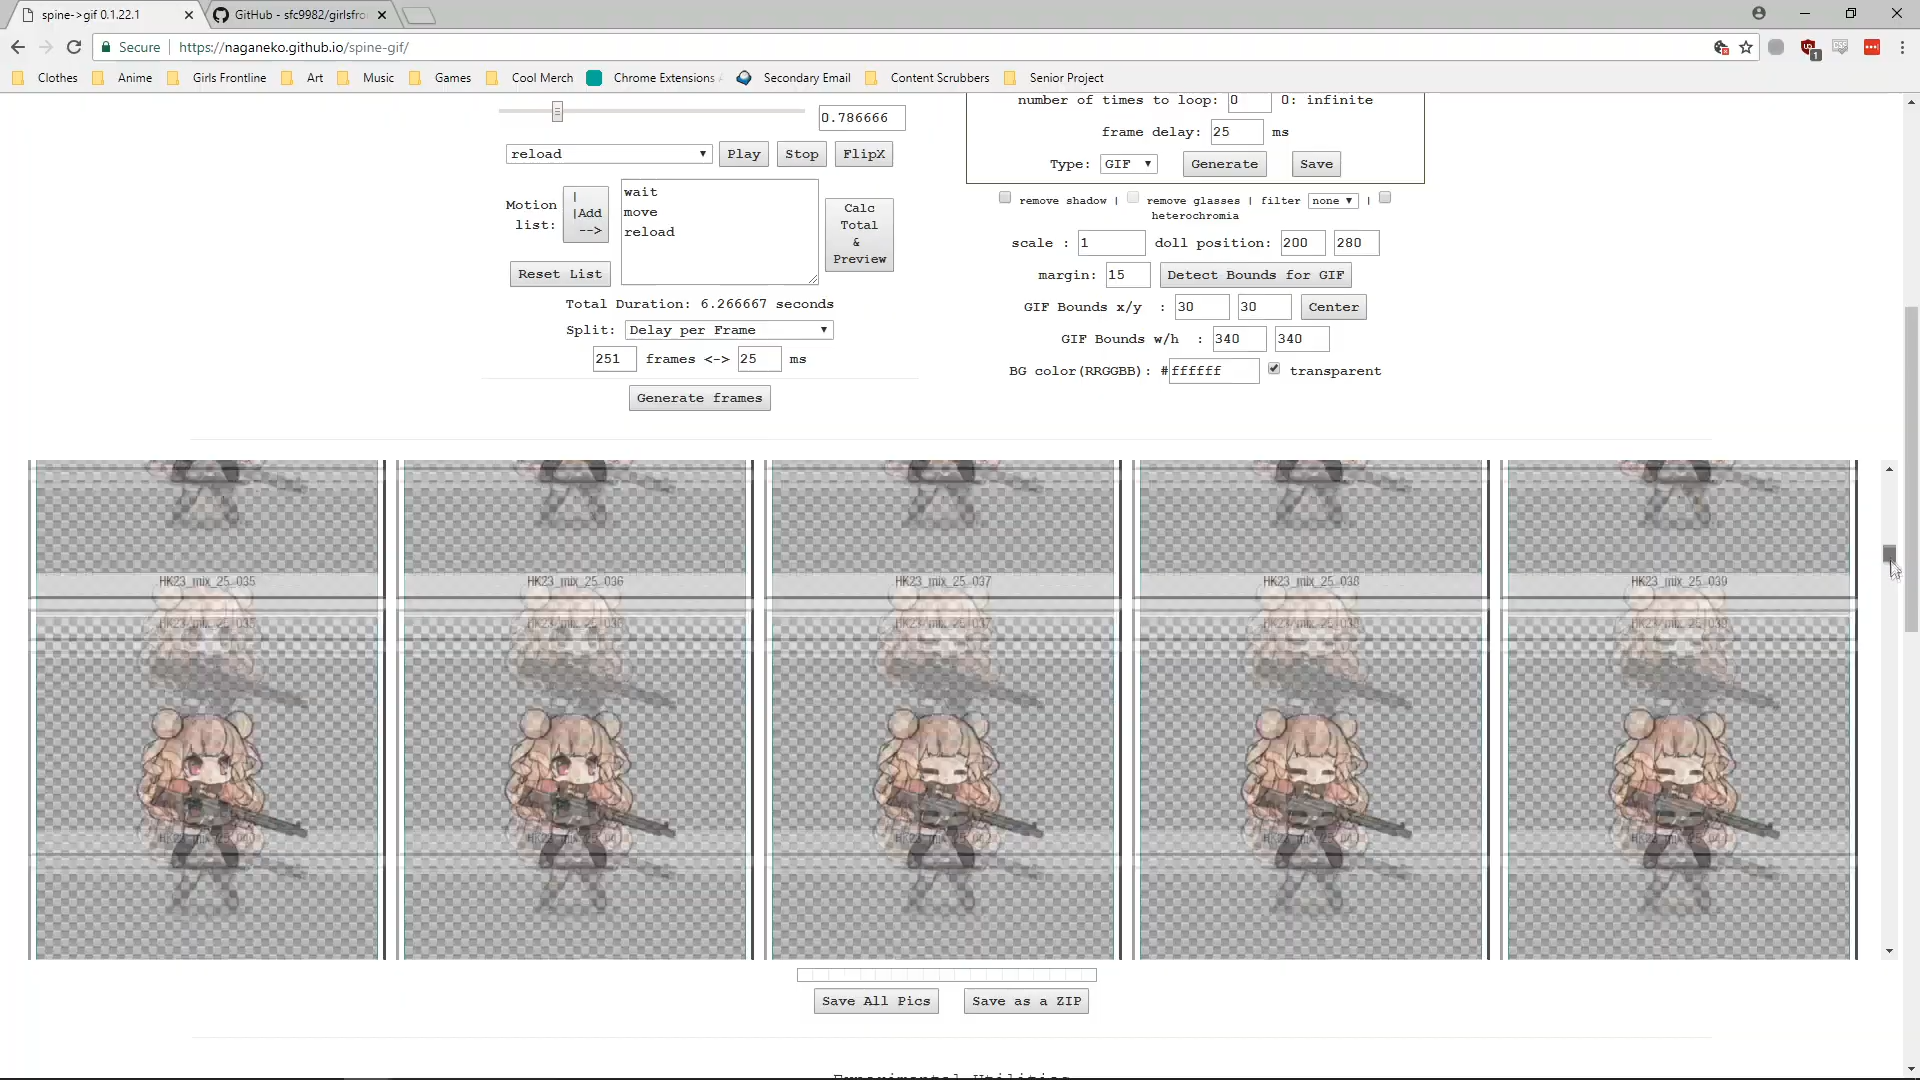 spine->gif 0.1.22.1
GitHub - sfc9982/girlsfro
Secure https://naganeko.github.io/spine-gif/
1
Clothes Anime Girls Frontline Art Music Games Cool Merch Chrome Extensions Secondary Email Content Scrubbers Senior Project
0.786666
reload Play Stop FlipX
Motion list:
| |Add -->
wait
move
reload
Calc Total & Preview
Reset List
Total Duration: 6.266667 seconds
Split: Delay per Frame
251 frames <-> 25 ms
Generate frames
number of times to loop: 0 0: infinite
frame delay: 25 ms
Type: GIF Generate Save
remove shadow | remove glasses | filter none |
heterochromia
scale : 1 doll position: 200 280
margin: 15 Detect Bounds for GIF
GIF Bounds x/y : 30 30 Center
GIF Bounds w/h : 340 340
BG color(RRGGBB): #ffffff transparent
HK23_mix_25_035 HK23_mix_25_036 HK23_mix_25_037 HK23_mix_25_038 HK23_mix_25_039
Save All Pics Save as a ZIP
Experimental Utilities